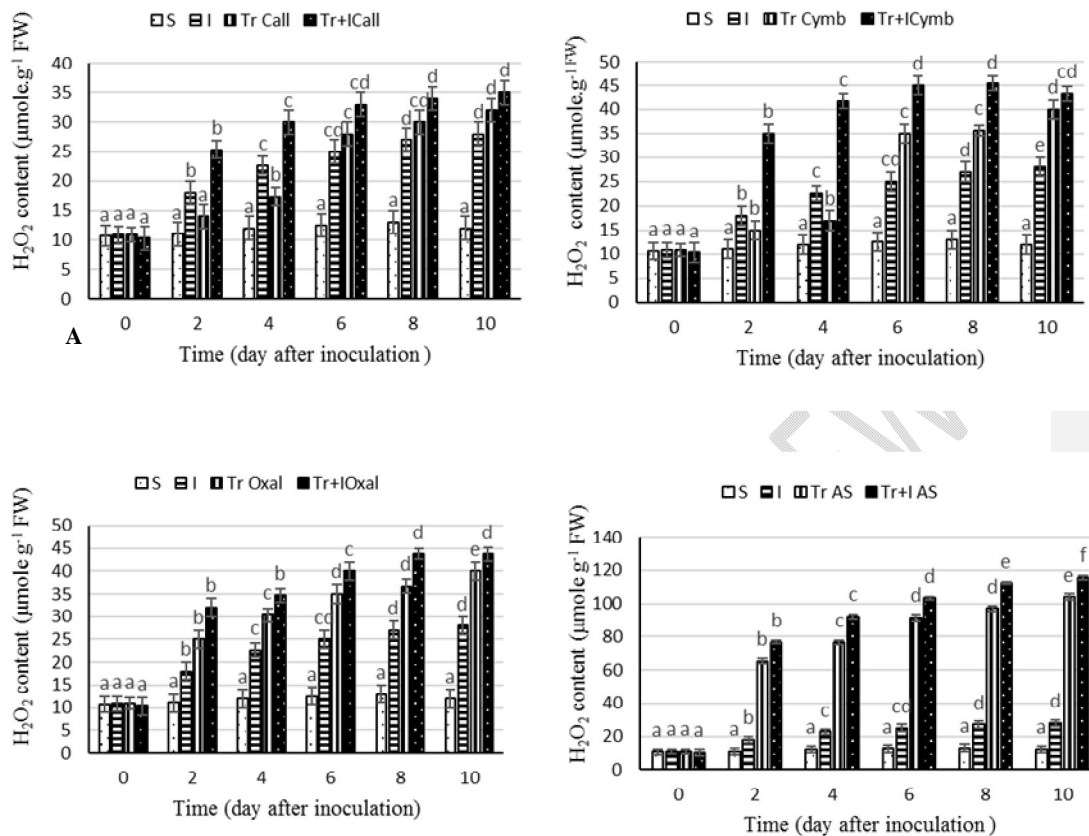 S I Tr Call Tr+ICall
H₂O₂ content (µmole.g⁻¹ FW)
40
35
30
25
20
15
10
5
0
a a a a a b a b a c b c a cd c cd a d cd d a d d d
0 2 4 6 8 10
A
Time (day after inoculation )
S I Tr Cymb Tr+ICymb
H₂O₂ content (µmole.g⁻¹ FW)
50
45
40
35
30
25
20
15
10
5
0
a a a a a b b b a c b c a cd c d a d c d a e d cd
0 2 4 6 8 10
Time (day after inoculation)
S I Tr Oxal Tr+IOxal
H₂O₂ content (µmole g⁻¹ FW)
50
45
40
35
30
25
20
15
10
5
0
a a a a a b b b a c b b a cd d c a d d d a d e d
0 2 4 6 8 10
Time (day after inoculation)
S I Tr AS Tr+I AS
H₂O₂ content (µmole g⁻¹ FW)
140
120
100
80
60
40
20
0
a a a a a b b b a c c c a cd d d a d d e a d e f
0 2 4 6 8 10
Time (day after inoculation)